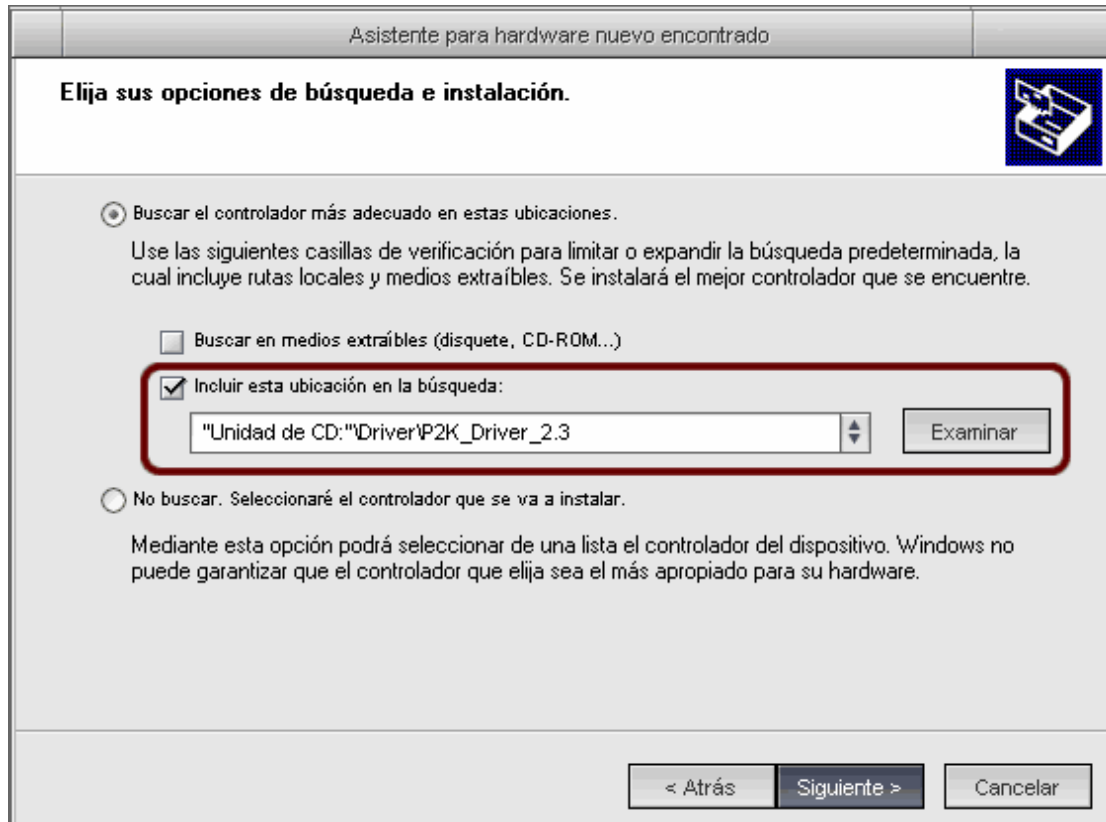 Asistente para hardware nuevo encontrado
Elija sus opciones de búsqueda e instalación.
Buscar el controlador más adecuado en estas ubicaciones.
Use las siguientes casillas de verificación para limitar o expandir la búsqueda predeterminada, la
cual incluye rutas locales y medios extraíbles. Se instalará el mejor controlador que se encuentre.
Buscar en medios extraíbles (disquete, CD-ROM...)
Incluir esta ubicación en la búsqueda:
"Unidad de CD:"\Driver\P2K_Driver_2.3
Examinar
No buscar. Seleccionaré el controlador que se va a instalar.
Mediante esta opción podrá seleccionar de una lista el controlador del dispositivo. Windows no
puede garantizar que el controlador que elija sea el más apropiado para su hardware.
< Atrás
Siguiente >
Cancelar